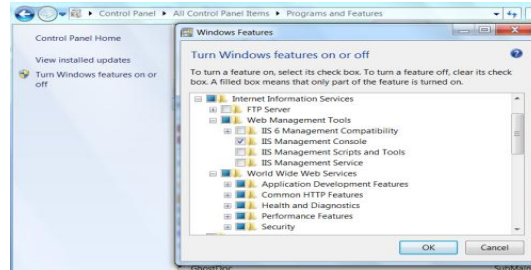 Control Panel ▸ All Control Panel Items ▸ Programs and Features
Control Panel Home
View installed updates
Turn Windows features on or
off
Windows Features
Turn Windows features on or off
To turn a feature on, select its check box. To turn a feature off, clear its check
box. A filled box means that only part of the feature is turned on.
Internet Information Services
FTP Server
Web Management Tools
IIS 6 Management Compatibility
IIS Management Console
IIS Management Scripts and Tools
IIS Management Service
World Wide Web Services
Application Development Features
Common HTTP Features
Health and Diagnostics
Performance Features
Security
OK
Cancel
GhostDoc
SubMain